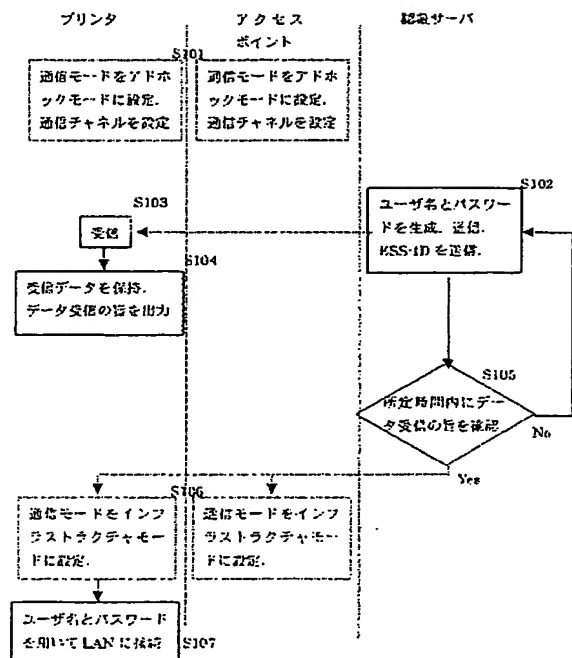 プリンタ
アクセス
ポイント
認証サーバ
S101
通信モードをアドホ
ックモードに設定.
通信チャネルを設定
通信モードをアドホ
ックモードに設定.
通信チャネルを設定
S102
ユーザ名とパスワー
ドを生成、送信.
ESS-ID を送信.
S103
受信
S104
受信データを保持.
データ受信の旨を出力
S105
所定時間内にデー
タ受信の旨を確認
No
Yes
S106
通信モードをインフ
ラストラクチャモー
ドに設定.
通信モードをインフ
ラストラクチャモー
ドに設定.
ユーザ名とパスワード
を用いて LAN に接続
S107